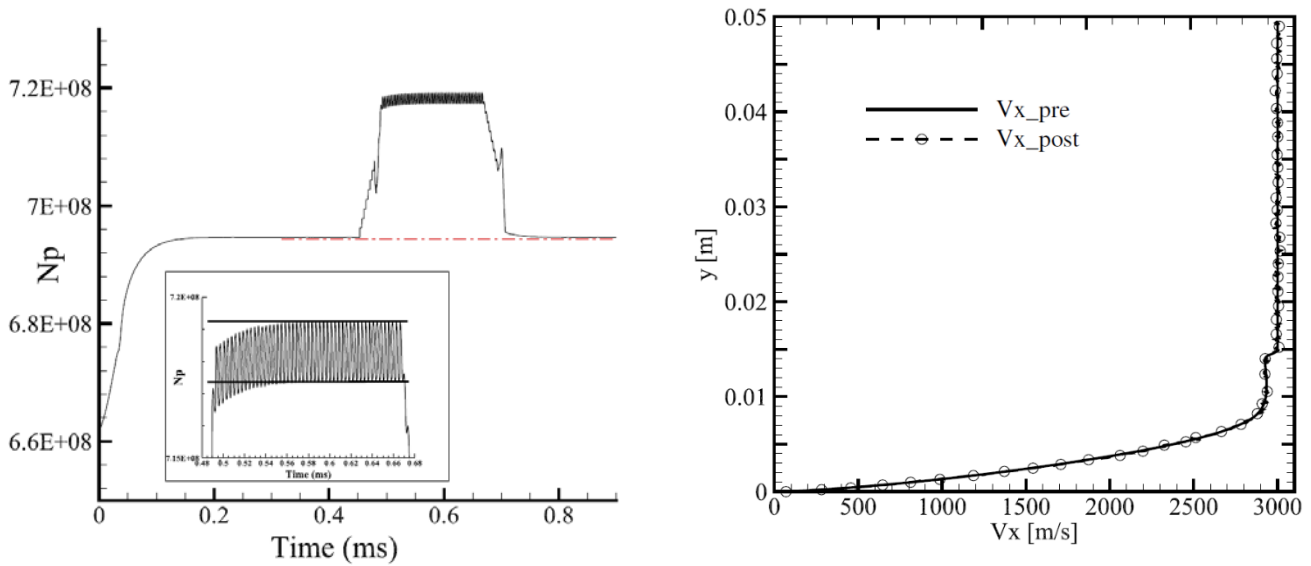 7.2E+08
7E+08
6.8E+08
6.6E+08
Np
0
0.2
0.4
0.6
0.8
Time (ms)
7.2E+08
Np
7.15E+08
0.48 0.5 0.52 0.54 0.56 0.58 0.6 0.62 0.64 0.66 0.68
Time (ms)
0.05
0.04
0.03
0.02
0.01
0
y [m]
Vx_pre
Vx_post
0 500 1000 1500 2000 2500 3000
Vx [m/s]